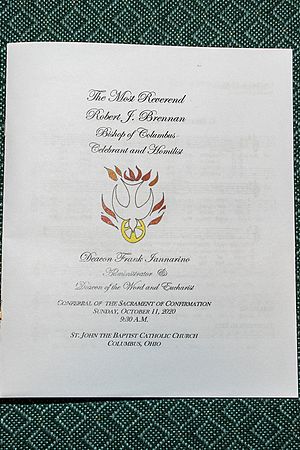 The Most Reverend
Robert J. Brennan
Bishop of Columbus
Celebrant and Homilist
Deacon Frank Iannarino
Administrator &
Deacon of the Word and Eucharist
CONFERRAL OF THE SACRAMENT OF CONFIRMATION
SUNDAY, OCTOBER 11, 2020
9:30 A.M.
ST. JOHN THE BAPTIST CATHOLIC CHURCH
COLUMBUS, OHIO